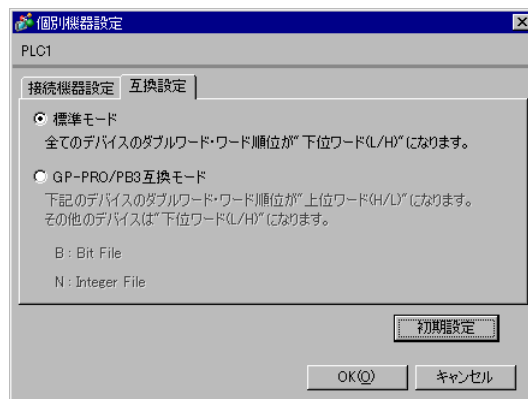 個別機器設定
PLC1
接続機器設定 互換設定
標準モード
全てのデバイスのダブルワード・ワード順位が"下位ワード(L/H)"になります。
GP-PRO/PB3互換モード
下記のデバイスのダブルワード・ワード順位が"上位ワード(H/L)"になります。
その他のデバイスは"下位ワード(L/H)"になります。
B : Bit File
N : Integer File
初期設定
OK(O) キャンセル